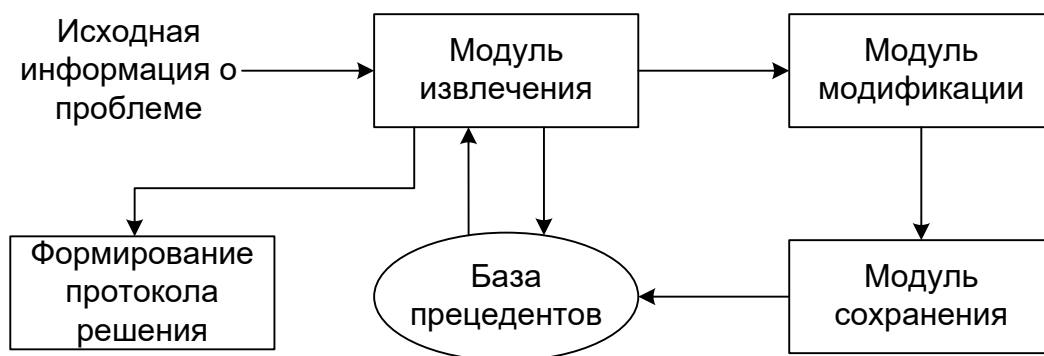 Исходная
информация о
проблеме
Модуль
извлечения
Модуль
модификации
Формирование
протокола
решения
База
прецедентов
Модуль
сохранения